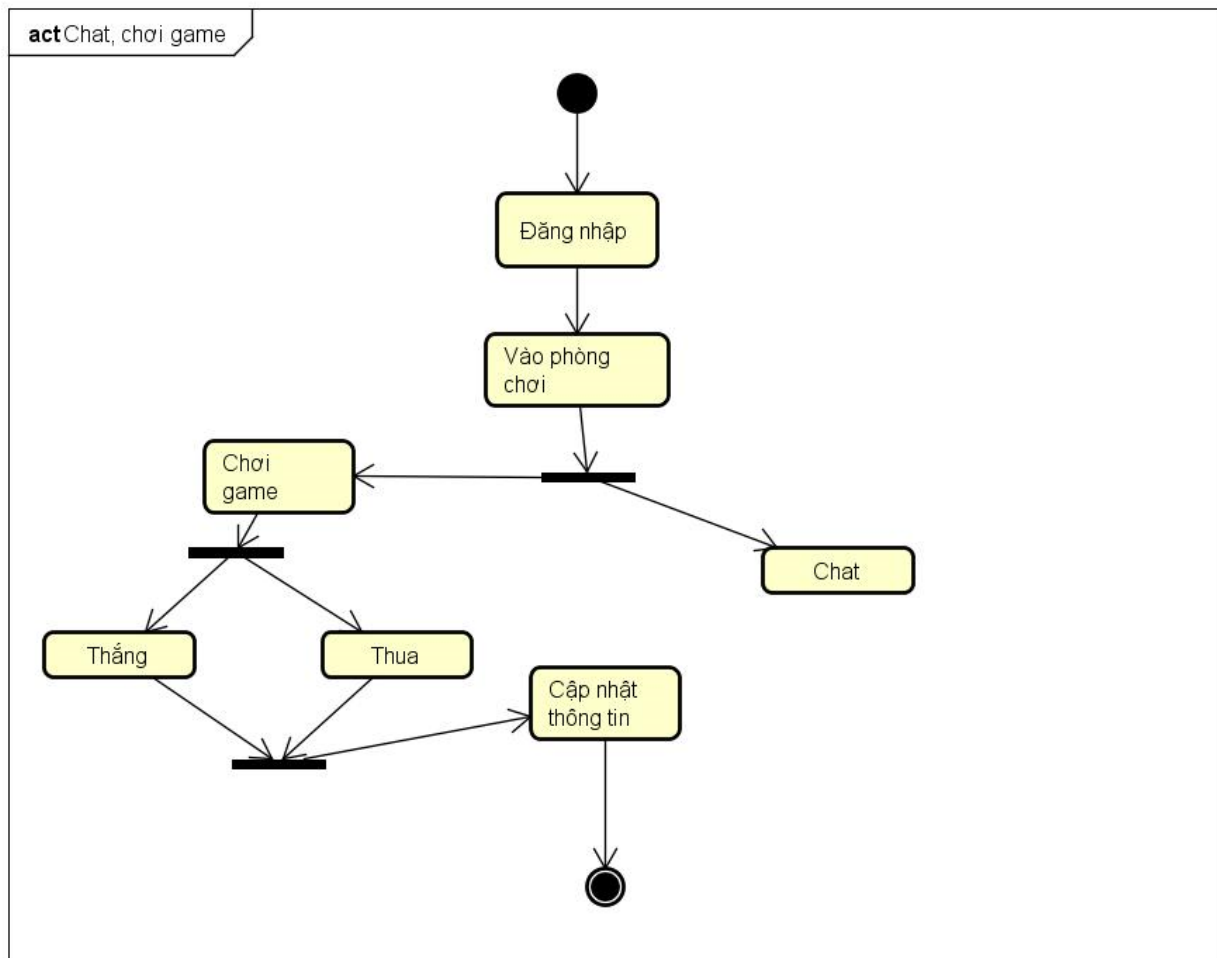 act Chat, chơi game
Đăng nhập
Vào phòng
chơi
Chơi
game
Chat
Thắng
Thua
Cập nhật
thông tin